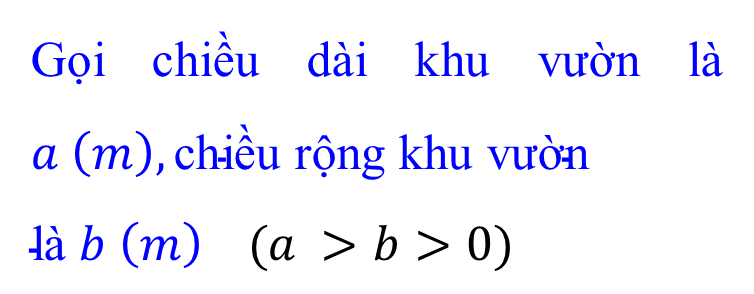 Gọi chiều dài khu vườn là
a (m), chiều rộng khu vườn
là b (m) (a > b > 0)